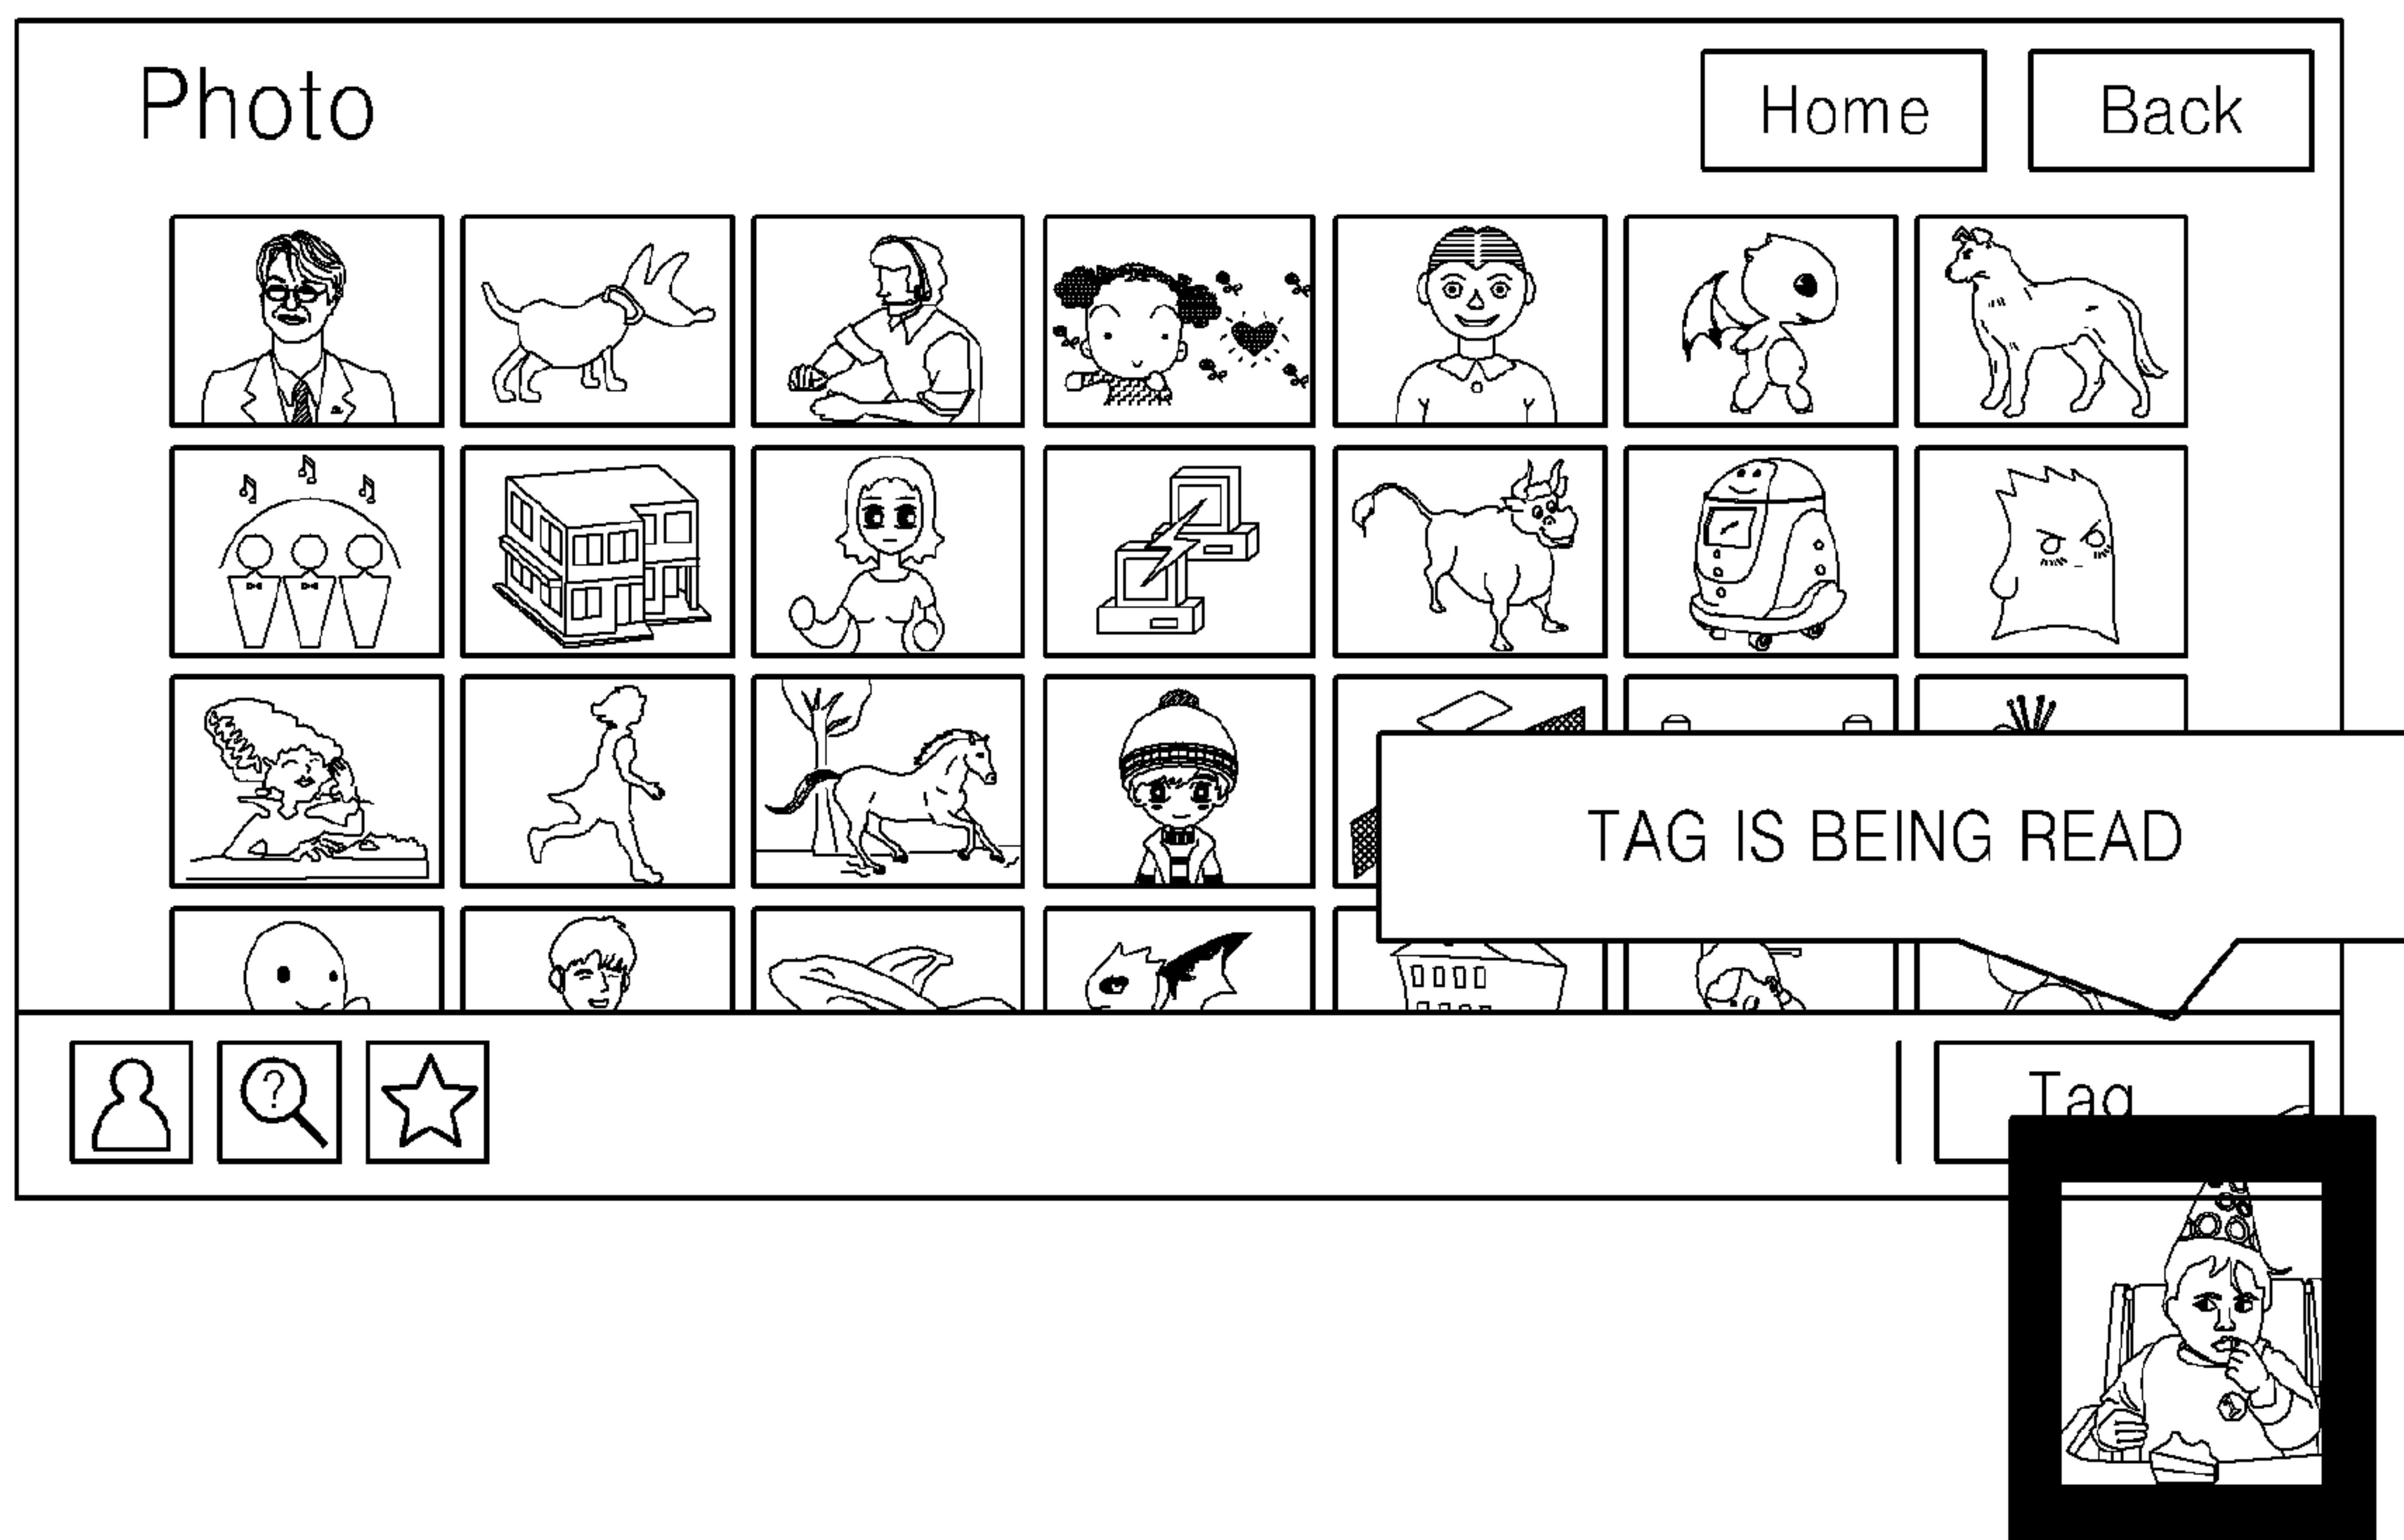 Photo
Home
Back
TAG IS BEING READ
?
Tag